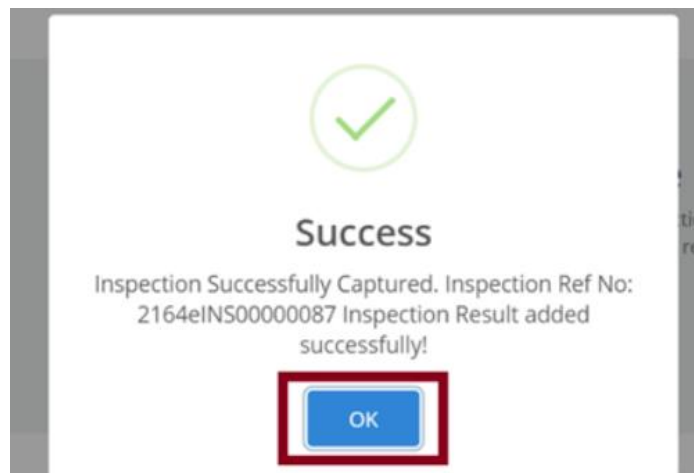 Success
Inspection Successfully Captured. Inspection Ref No:
2164eINS00000087 Inspection Result added
successfully!
OK